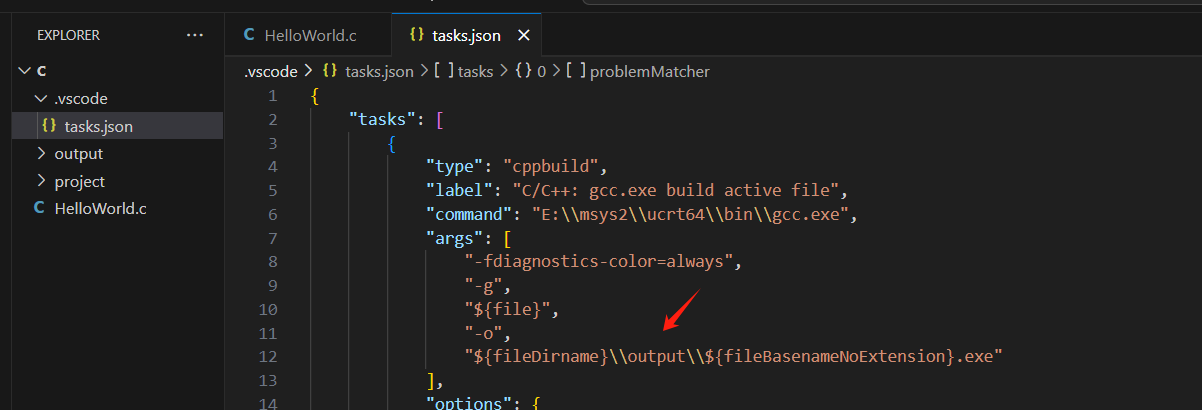 EXPLORER ···
C HelloWorld.c
{} tasks.json ×
C
.vscode
{} tasks.json
output
project
C HelloWorld.c
.vscode > {} tasks.json > [ ] tasks > {} 0 > [ ] problemMatcher
1 {
2 "tasks": [
3 {
4 "type": "cppbuild",
5 "label": "C/C++: gcc.exe build active file",
6 "command": "E:\\msys2\\ucrt64\\bin\\gcc.exe",
7 "args": [
8 "-fdiagnostics-color=always",
9 "-g",
10 "${file}",
11 "-o",
12 "${fileDirname}\\output\\${fileBasenameNoExtension}.exe"
13 ],
14 "options": {